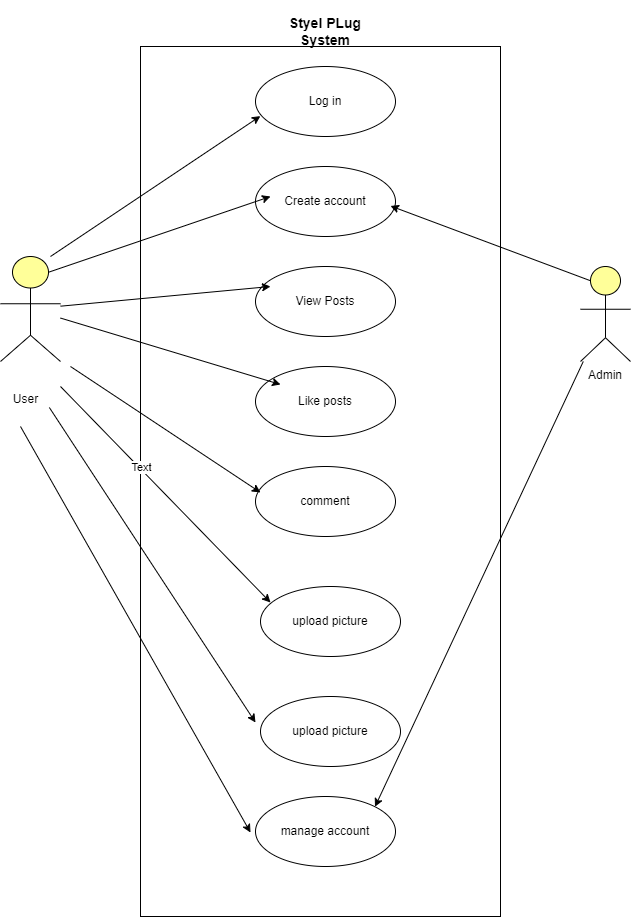 Styel PLug
System
Log in
Create account
View Posts
Like posts
Admin
User
Text
comment
upload picture
upload picture
manage account